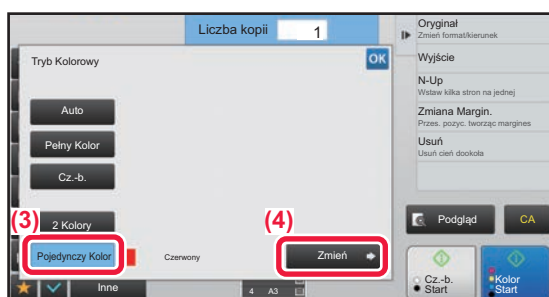 Liczba kopii 1
Tryb Kolorowy
OK
Auto
Pełny Kolor
Cz.-b.
(3)
2 Kolory
Pojedynczy Kolor
Czerwony
(4)
Zmień
Inne
4 A3
Oryginał
Zmień format/kierunek
Wyjście
N-Up
Wstaw kilka stron na jednej
Zmiana Margin.
Przes. pozyc. tworząc margines
Usuń
Usuń cień dookoła
Podgląd
CA
Cz.-b.
Start
Kolor
Start